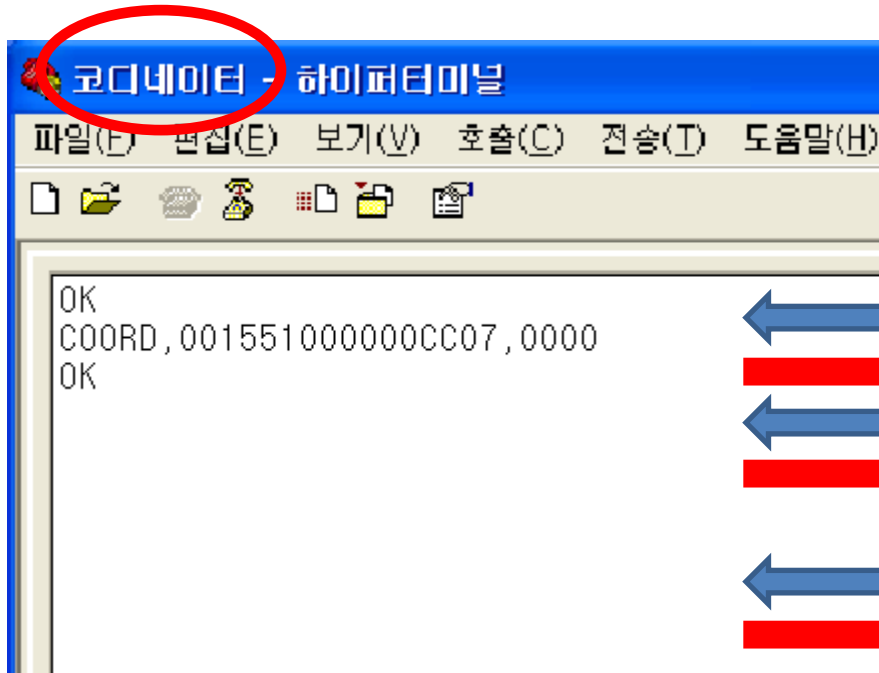 코디네이터 - 하이퍼터미널
파일(F) 편집(E) 보기(V) 호출(C) 전송(T) 도움말(H)
OK
COORD,001551000000CC07,0000
OK